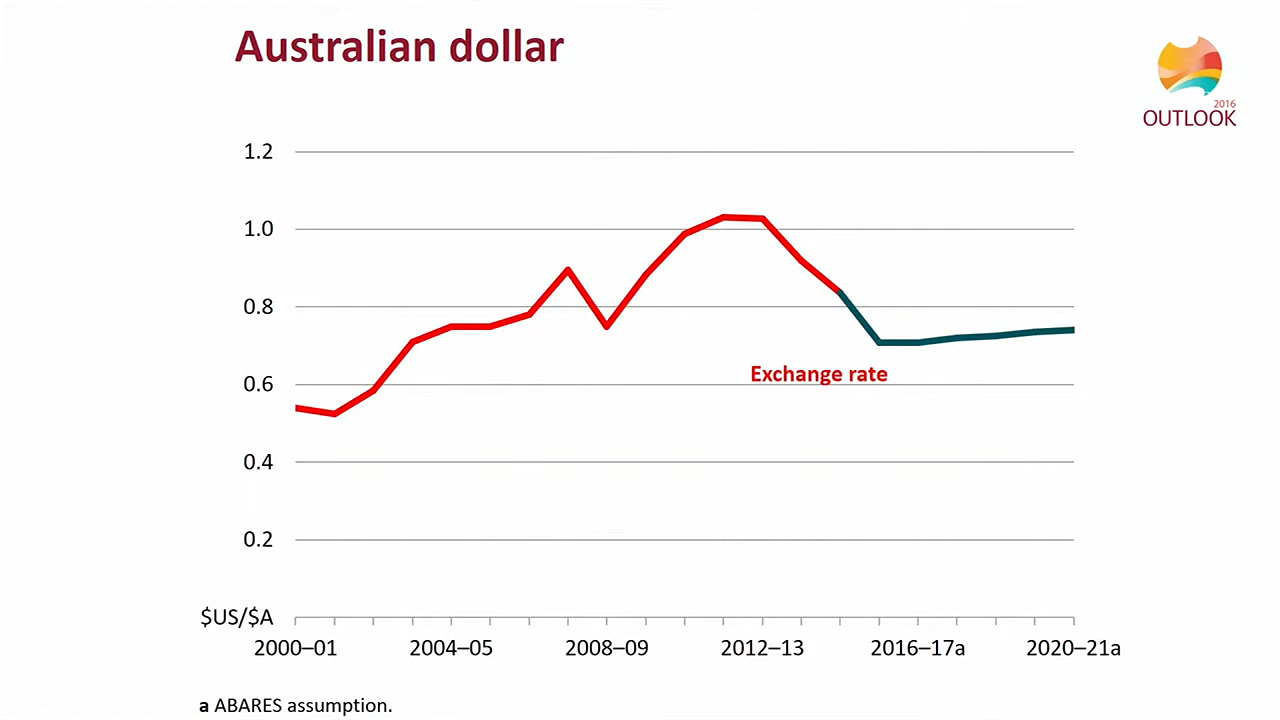 Australian dollar
2016
OUTLOOK
1.2
1.0
0.8
Exchange rate
0.6
0.4
0.2
$US/$A
2000–01 2004–05 2008–09 2012–13 2016–17a 2020–21a
a ABARES assumption.